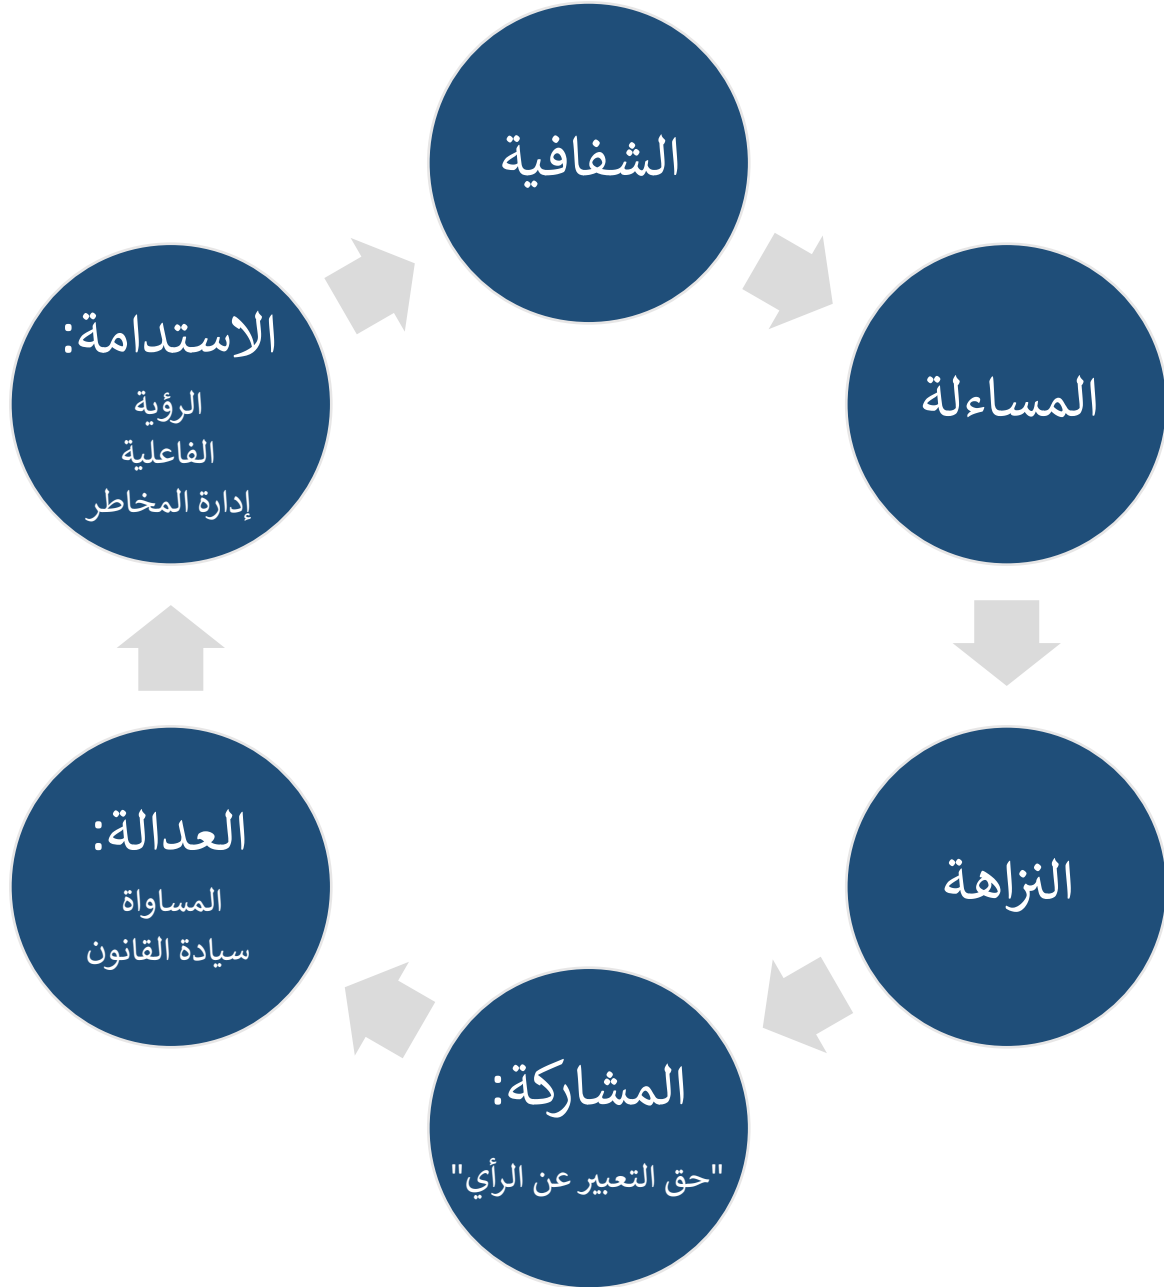 الشفافية
المساءلة
النزاهة
المشاركة:
"حق التعبير عن الرأي"
العدالة:
المساواة
سيادة القانون
الاستدامة:
الرؤية
الفاعلية
إدارة المخاطر